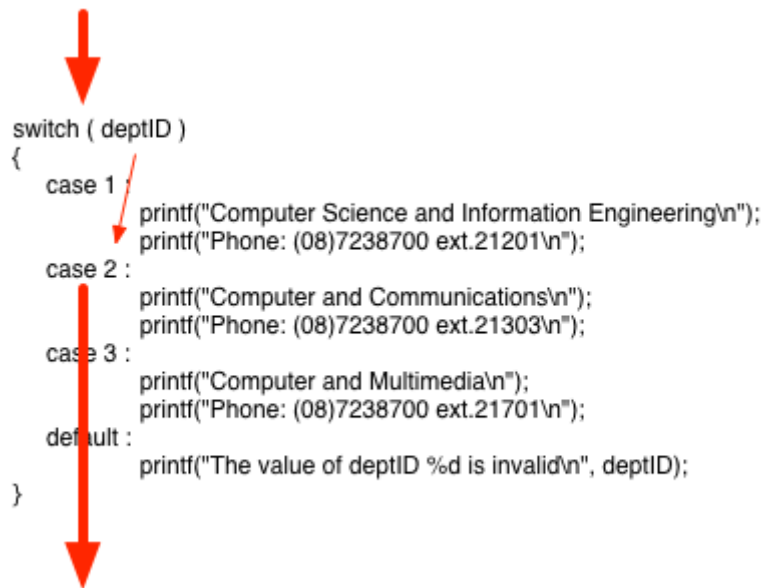 switch ( deptID )
{
case 1 :
printf("Computer Science and Information Engineering\n");
printf("Phone: (08)7238700 ext.21201\n");
case 2 :
printf("Computer and Communications\n");
printf("Phone: (08)7238700 ext.21303\n");
case 3 :
printf("Computer and Multimedia\n");
printf("Phone: (08)7238700 ext.21701\n");
default :
printf("The value of deptID %d is invalid\n", deptID);
}